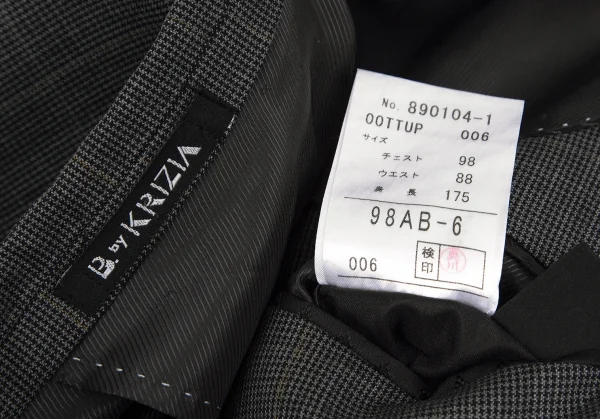 B. by KRIZIA
No. 890104-1
00TTUP 006
サイズ
チェスト 98
ウエスト 88
身 長 175
98AB-6
006 検印